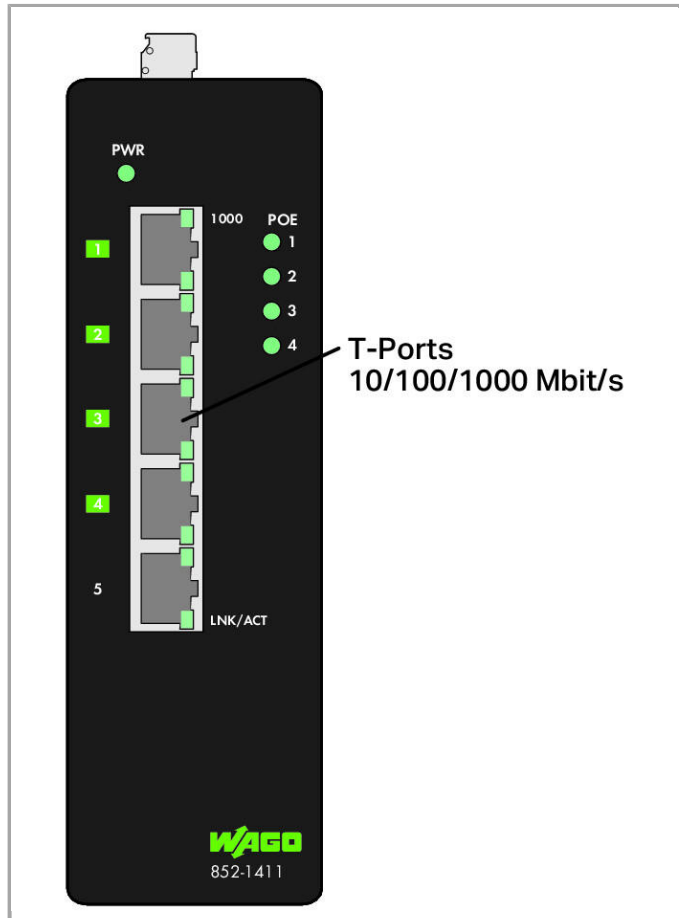 PWR
1000 POE
1 1
2 2
3 3
4 4
T-Ports
10/100/1000 Mbit/s
5
LNK/ACT
WAGO
852-1411